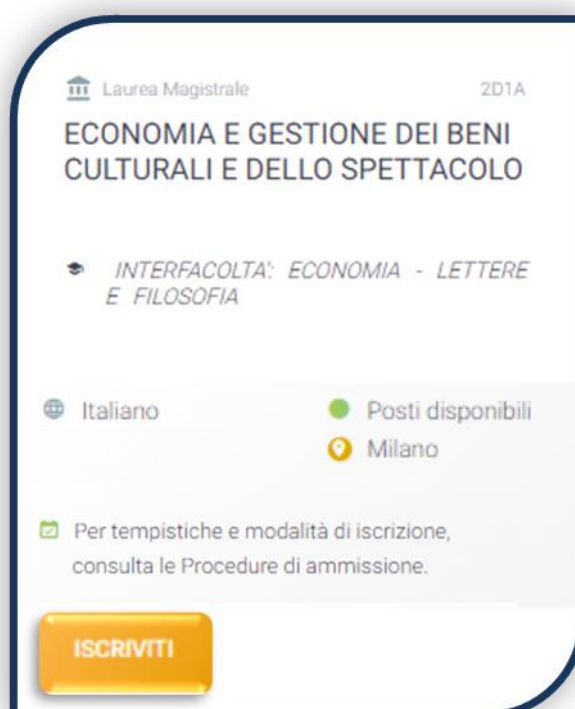 Laurea Magistrale 2D1A
ECONOMIA E GESTIONE DEI BENI
CULTURALI E DELLO SPETTACOLO
INTERFACOLTA': ECONOMIA - LETTERE
E FILOSOFIA
Italiano
Posti disponibili
Milano
Per tempistiche e modalità di iscrizione,
consulta le Procedure di ammissione.
ISCRIVITI